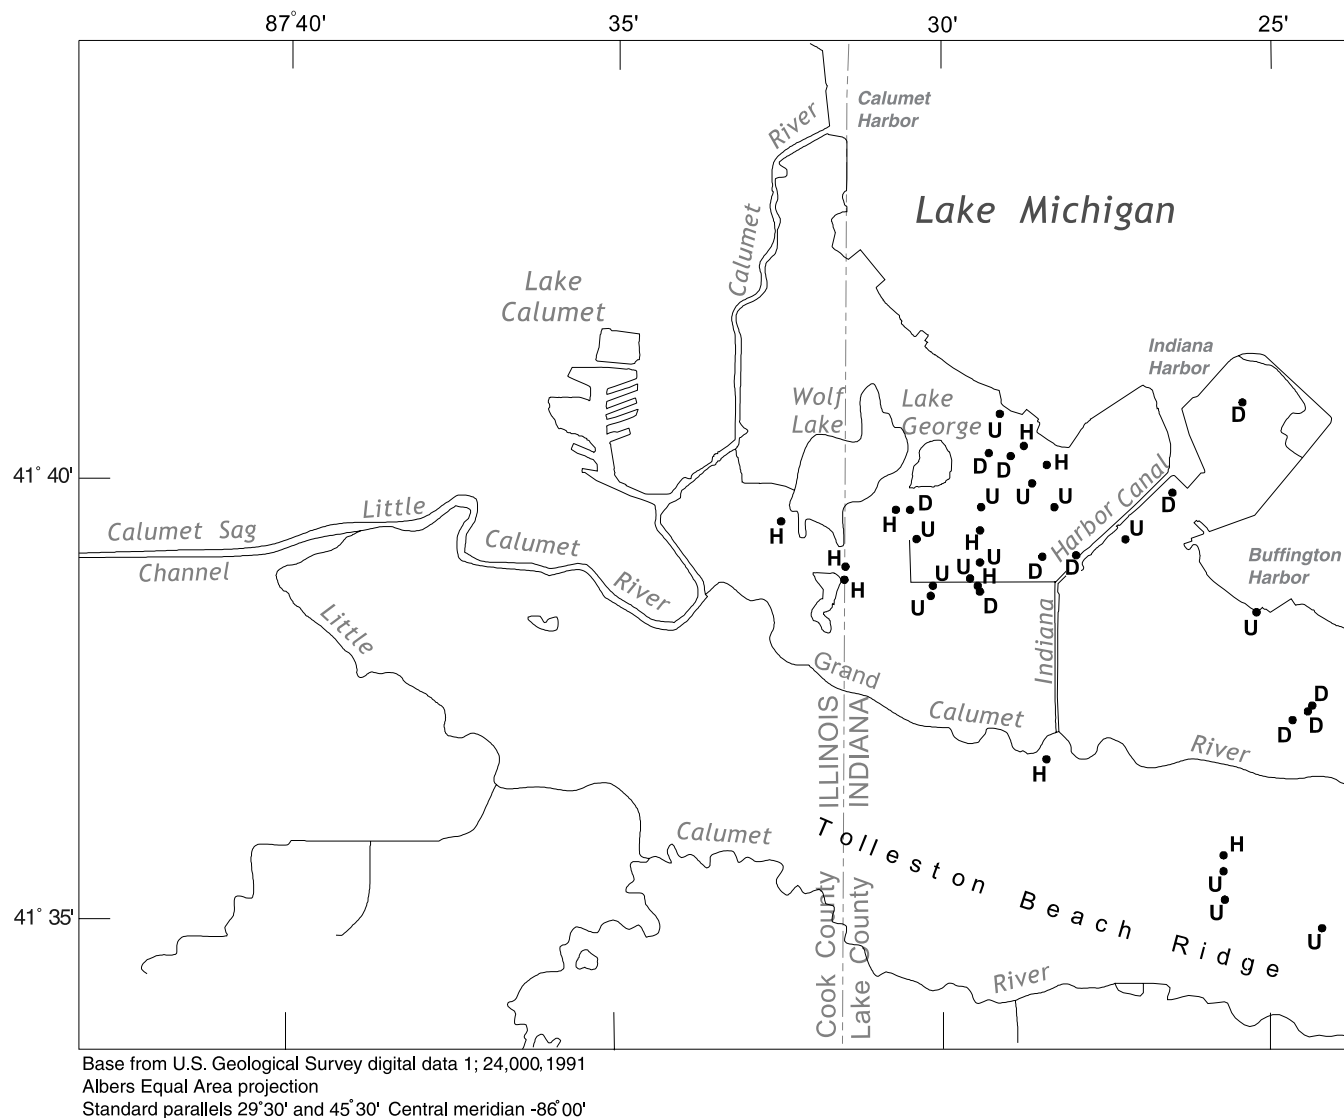 87°40'
35'
30'
25'
Calumet
Harbor
River
Lake Michigan
Calumet
Lake
Calumet
Indiana
Harbor
Wolf
Lake
Lake
George
U
H
D
D
D
H
41° 40'
U
U
U
D
H
D
Harbor Canal
Little
Calumet Sag
Channel
Calumet
River
H
U
H
U
H
H
U
U
H
D
D
U
U
D
Buffington
Harbor
U
Little
Indiana
Grand
Calumet
River
D
D
D
H
ILLINOIS
INDIANA
Calumet
Tolleston Beach Ridge
H
U
U
U
41° 35'
Cook County
Lake County
River
Base from U.S. Geological Survey digital data 1; 24,000, 1991
Albers Equal Area projection
Standard parallels 29°30' and 45°30' Central meridian -86°00'